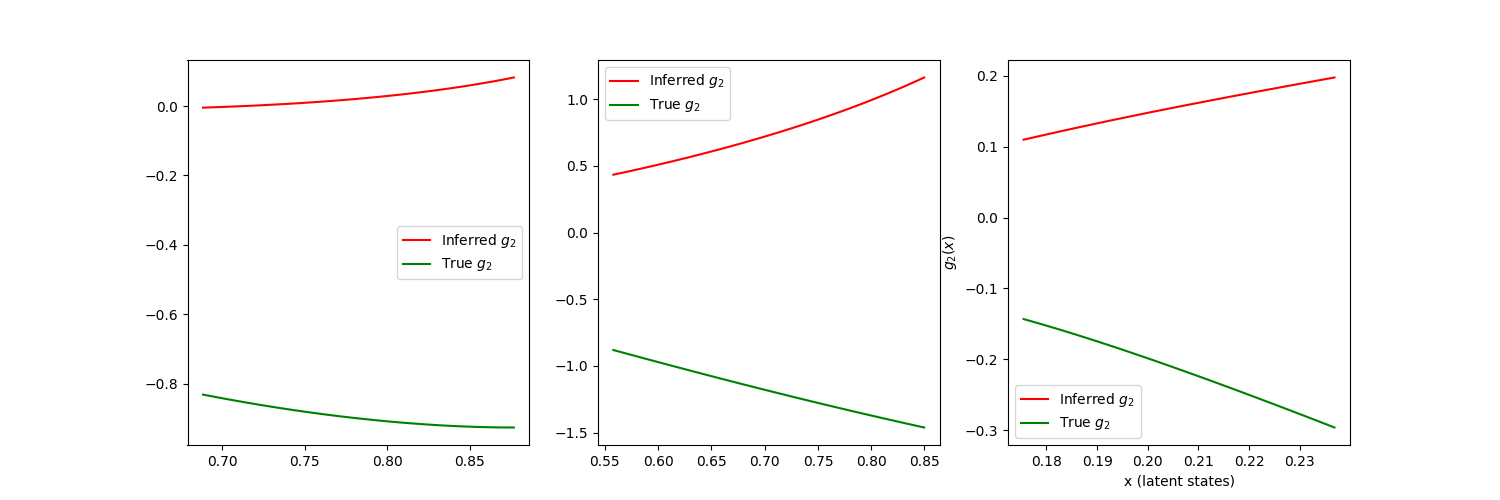 0.0
−0.2
−0.4
−0.6
−0.8
0.70 0.75 0.80 0.85
Inferred g₂
True g₂
1.0
0.5
0.0
−0.5
−1.0
−1.5
0.55 0.60 0.65 0.70 0.75 0.80 0.85
Inferred g₂
True g₂
g₂(x)
0.2
0.1
0.0
−0.1
−0.2
−0.3
0.18 0.19 0.20 0.21 0.22 0.23
x (latent states)
Inferred g₂
True g₂